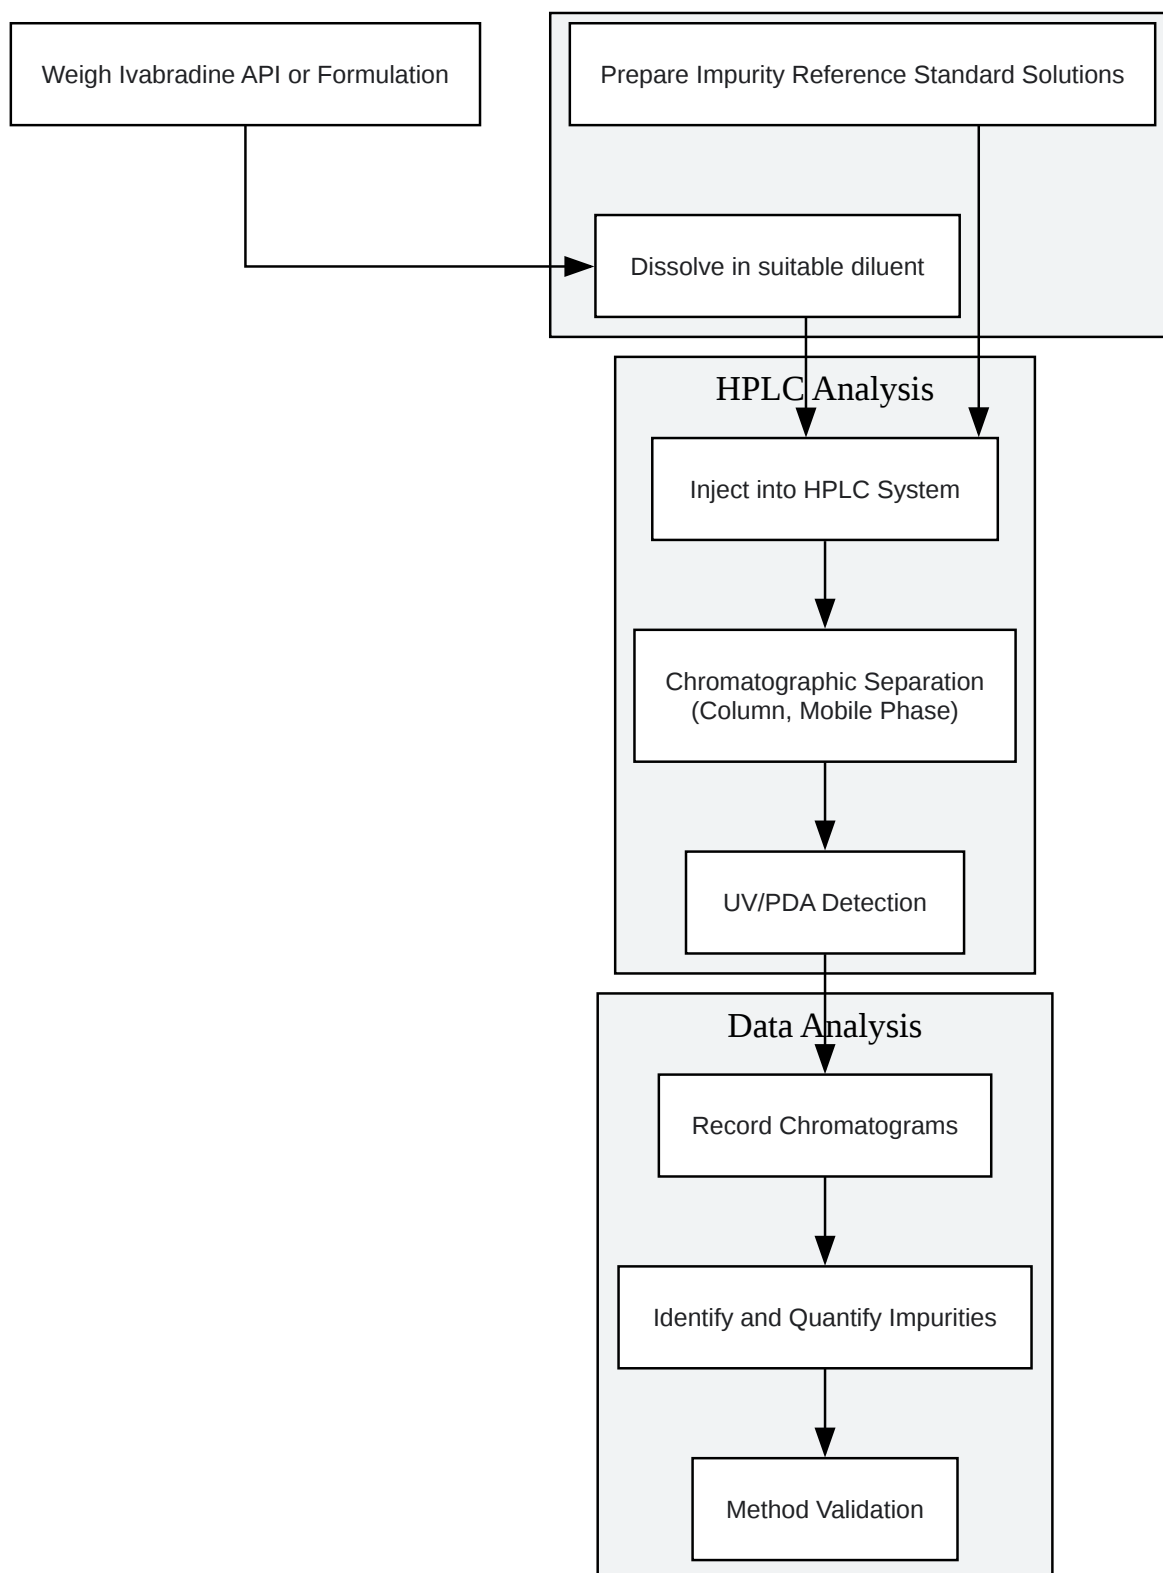 Weigh Ivabradine API or Formulation
Prepare Impurity Reference Standard Solutions
Dissolve in suitable diluent
HPLC Analysis
Inject into HPLC System
Chromatographic Separation
(Column, Mobile Phase)
UV/PDA Detection
Data Analysis
Record Chromatograms
Identify and Quantify Impurities
Method Validation